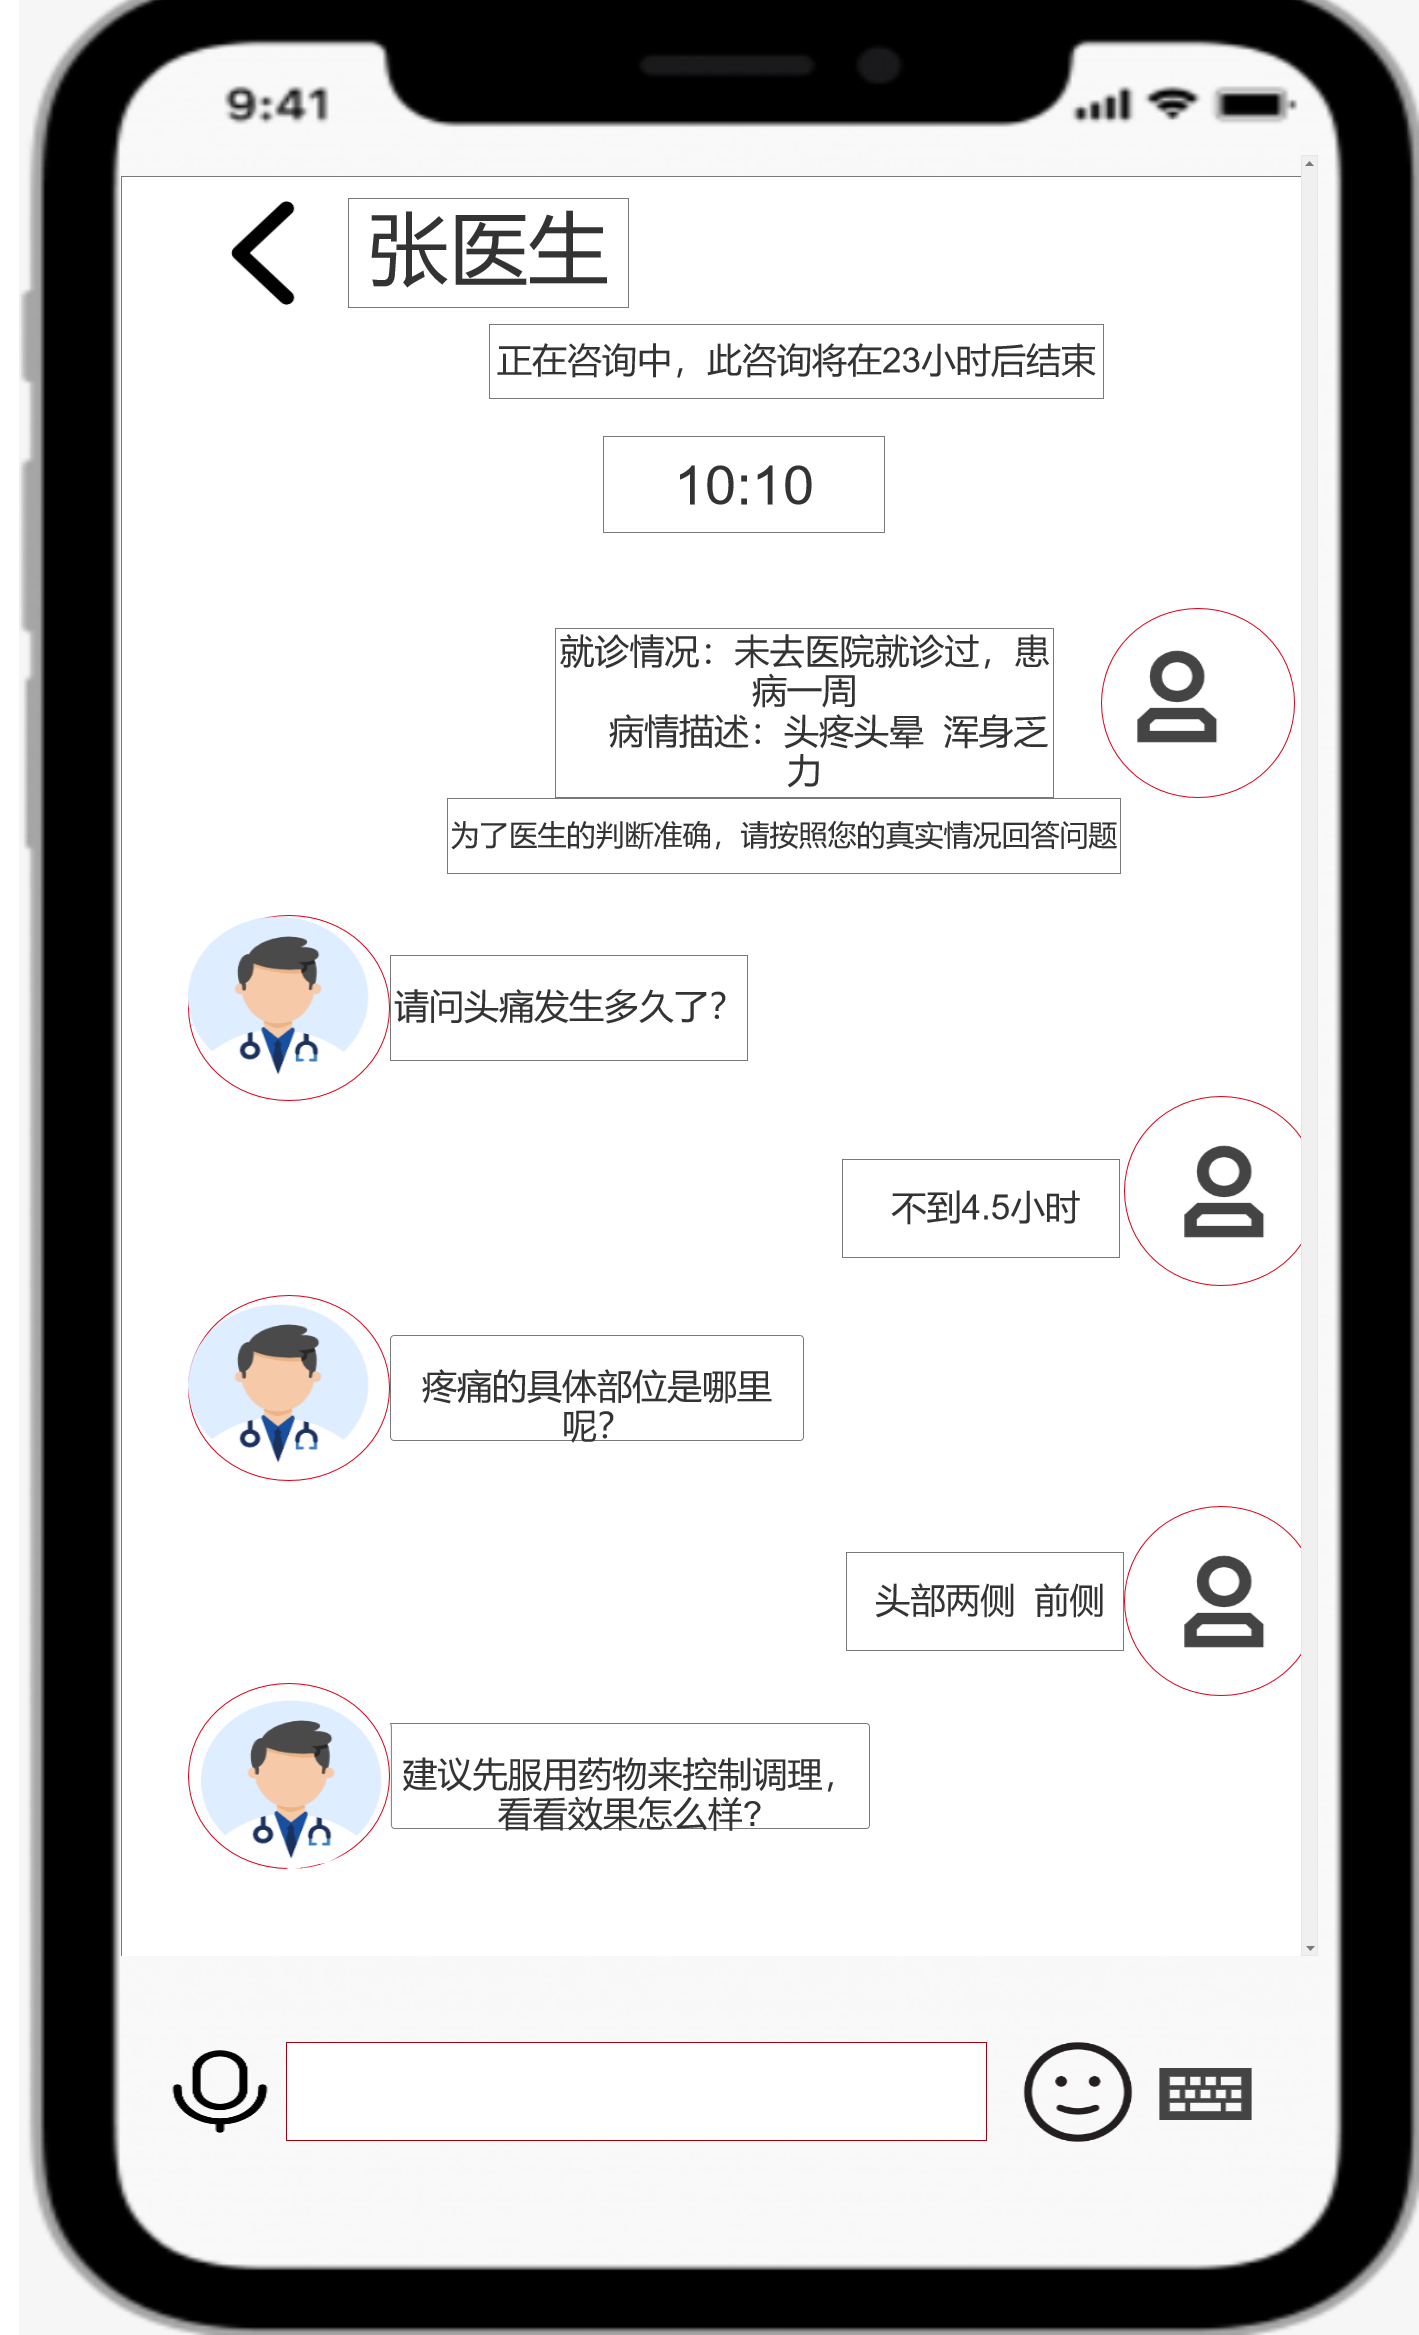 9:41
张医生
正在咨询中，此咨询将在23小时后结束
10:10
就诊情况：未去医院就诊过，患
病一周
病情描述：头疼头晕 浑身乏
力
为了医生的判断准确，请按照您的真实情况回答问题
请问头痛发生多久了？
不到4.5小时
疼痛的具体部位是哪里
呢？
头部两侧 前侧
建议先服用药物来控制调理，
看看效果怎么样?